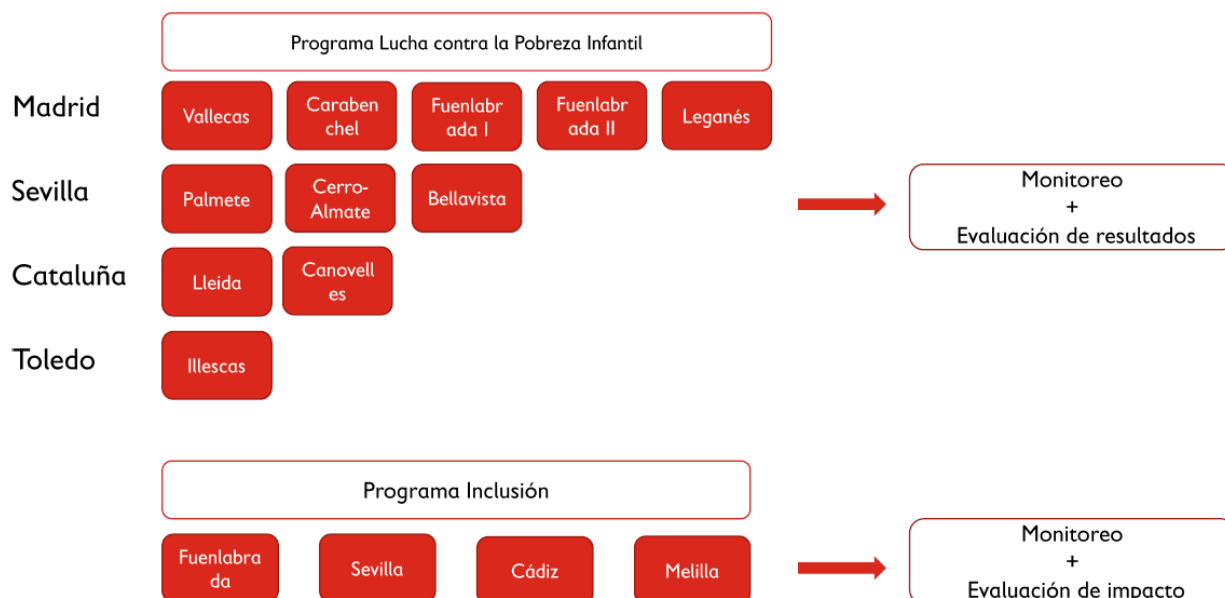 Programa Lucha contra la Pobreza Infantil
Madrid
Vallecas
Caraben
chel
Fuenlabr
ada I
Fuenlabr
ada II
Leganés
Sevilla
Palmete
Cerro-
Almate
Bellavista
Monitoreo
+
Evaluación de resultados
Cataluña
Lleida
Canovell
es
Toledo
Illescas
Programa Inclusión
Fuenlabra
da
Sevilla
Cádiz
Melilla
Monitoreo
+
Evaluación de impacto